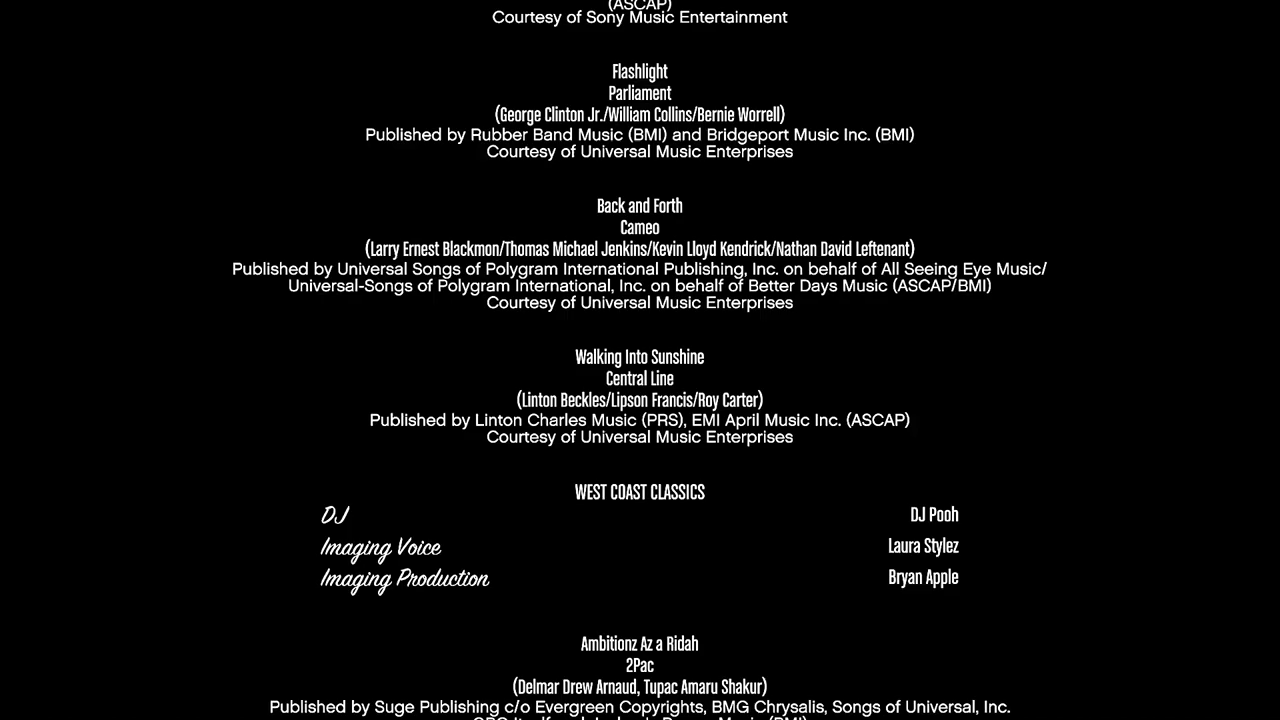 (ASCAP)
Courtesy of Sony Music Entertainment
Flashlight
Parliament
(George Clinton Jr./William Collins/Bernie Worrell)
Published by Rubber Band Music (BMI) and Bridgeport Music Inc. (BMI)
Courtesy of Universal Music Enterprises
Back and Forth
Cameo
(Larry Ernest Blackmon/Thomas Michael Jenkins/Kevin Lloyd Kendrick/Nathan David Leftenant)
Published by Universal Songs of Polygram International Publishing, Inc. on behalf of All Seeing Eye Music/
Universal-Songs of Polygram International, Inc. on behalf of Better Days Music (ASCAP/BMI)
Courtesy of Universal Music Enterprises
Walking Into Sunshine
Central Line
(Linton Beckles/Lipson Francis/Roy Carter)
Published by Linton Charles Music (PRS), EMI April Music Inc. (ASCAP)
Courtesy of Universal Music Enterprises
WEST COAST CLASSICS
DJ DJ Pooh
Imaging Voice Laura Stylez
Imaging Production Bryan Apple
Ambitionz Az a Ridah
2Pac
(Delmar Drew Arnaud, Tupac Amaru Shakur)
Published by Suge Publishing c/o Evergreen Copyrights, BMG Chrysalis, Songs of Universal, Inc.
Music (BMI)